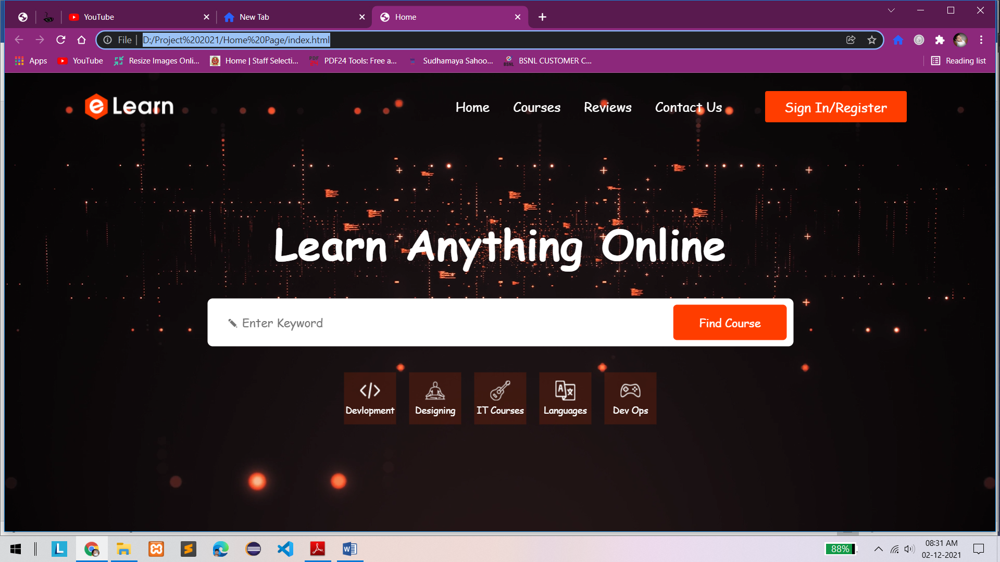 YouTube
New Tab
Home
File | D:/Project%202021/Home%20Page/index.html
Apps
YouTube
Resize Images Onli...
Home | Staff Selecti...
PDF24 Tools: Free a...
Sudhamaya Sahoo...
BSNL CUSTOMER C...
Reading list
e Learn
Home
Courses
Reviews
Contact Us
Sign In/Register
Learn Anything Online
Enter Keyword
Find Course
Devlopment
Designing
IT Courses
Languages
Dev Ops
88%
08:31 AM
02-12-2021